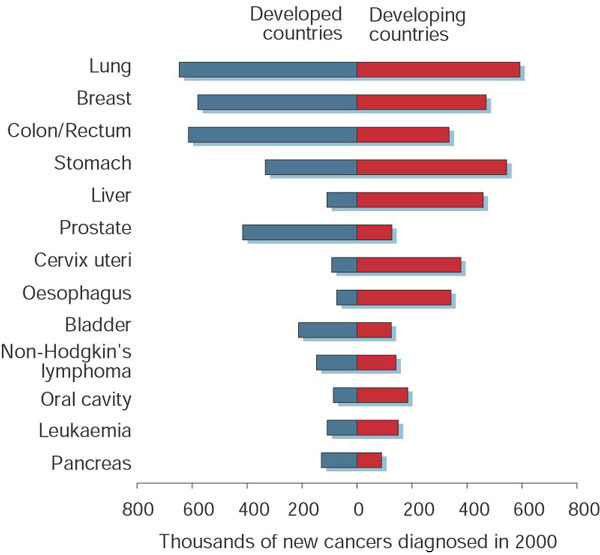 Developed Developing
countries countries
Lung
Breast
Colon/Rectum
Stomach
Liver
Prostate
Cervix uteri
Oesophagus
Bladder
Non-Hodgkin's
lymphoma
Oral cavity
Leukaemia
Pancreas
800 600 400 200 0 200 400 600 800
Thousands of new cancers diagnosed in 2000